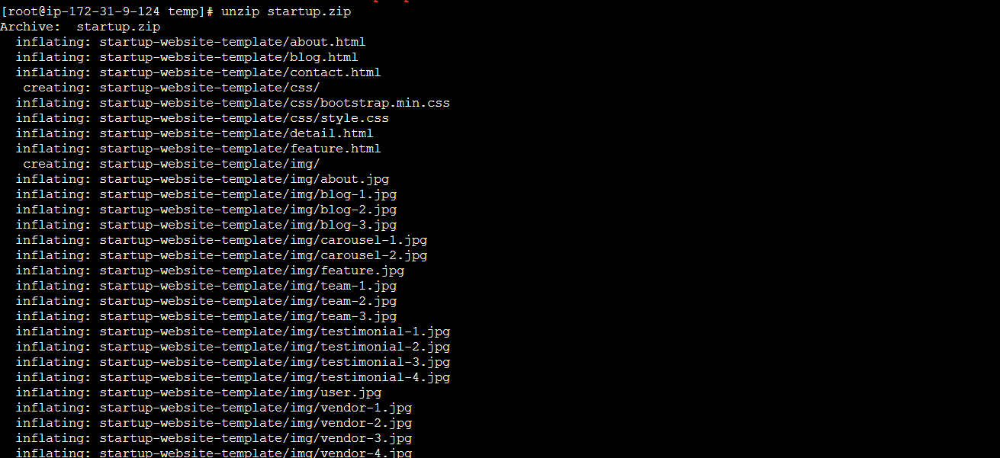 [root@ip-172-31-9-124 temp]# unzip startup.zip
Archive:  startup.zip
  inflating: startup-website-template/about.html
  inflating: startup-website-template/blog.html
  inflating: startup-website-template/contact.html
   creating: startup-website-template/css/
  inflating: startup-website-template/css/bootstrap.min.css
  inflating: startup-website-template/css/style.css
  inflating: startup-website-template/detail.html
  inflating: startup-website-template/feature.html
   creating: startup-website-template/img/
  inflating: startup-website-template/img/about.jpg
  inflating: startup-website-template/img/blog-1.jpg
  inflating: startup-website-template/img/blog-2.jpg
  inflating: startup-website-template/img/blog-3.jpg
  inflating: startup-website-template/img/carousel-1.jpg
  inflating: startup-website-template/img/carousel-2.jpg
  inflating: startup-website-template/img/feature.jpg
  inflating: startup-website-template/img/team-1.jpg
  inflating: startup-website-template/img/team-2.jpg
  inflating: startup-website-template/img/team-3.jpg
  inflating: startup-website-template/img/testimonial-1.jpg
  inflating: startup-website-template/img/testimonial-2.jpg
  inflating: startup-website-template/img/testimonial-3.jpg
  inflating: startup-website-template/img/testimonial-4.jpg
  inflating: startup-website-template/img/user.jpg
  inflating: startup-website-template/img/vendor-1.jpg
  inflating: startup-website-template/img/vendor-2.jpg
  inflating: startup-website-template/img/vendor-3.jpg
  inflating: startup-website-template/img/vendor-4.jpg